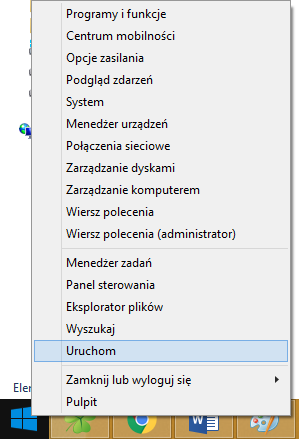 Programy i funkcje
Centrum mobilności
Opcje zasilania
Podgląd zdarzeń
System
Menedżer urządzeń
Połączenia sieciowe
Zarządzanie dyskami
Zarządzanie komputerem
Wiersz polecenia
Wiersz polecenia (administrator)
Menedżer zadań
Panel sterowania
Eksplorator plików
Wyszukaj
Uruchom
Zamknij lub wyloguj się
Pulpit